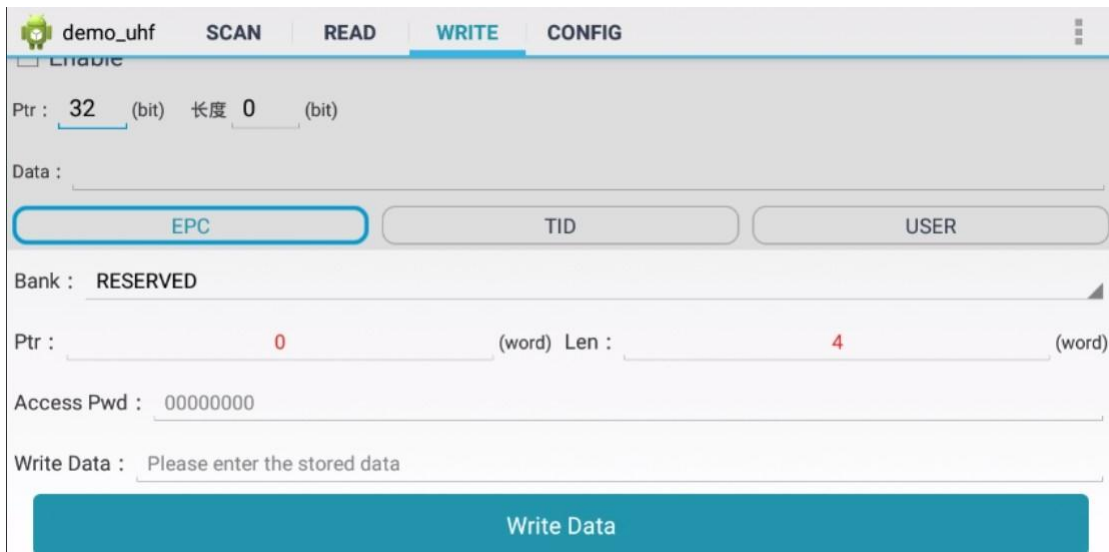 demo_uhf SCAN READ WRITE CONFIG
Enable
Ptr : 32 (bit) 长度 0 (bit)
Data :
EPC TID USER
Bank : RESERVED
Ptr : 0 (word) Len : 4 (word)
Access Pwd : 00000000
Write Data : Please enter the stored data
Write Data